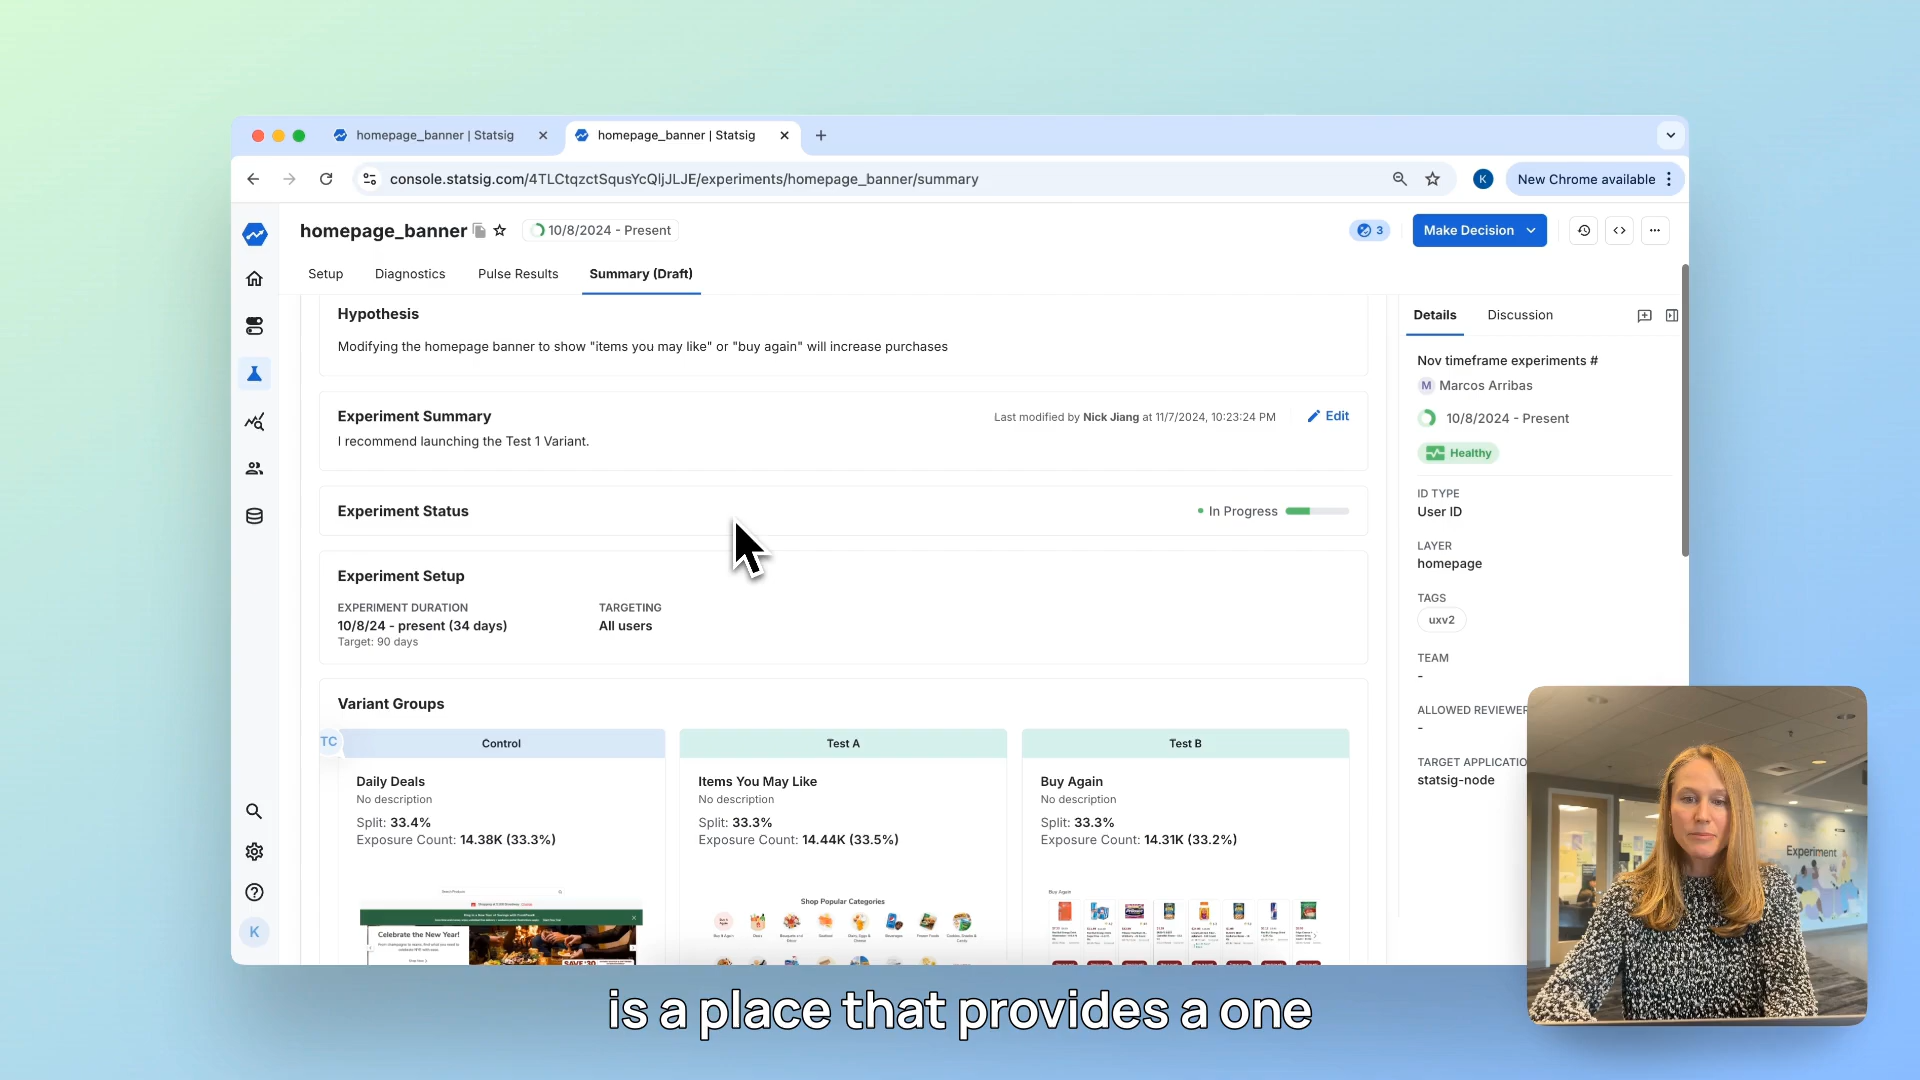 homepage_banner | Statsig
homepage_banner | Statsig
console.statsig.com/4TLCtqzctSqusYcQljJLJE/experiments/homepage_banner/summary
K
New Chrome available
homepage_banner
10/8/2024 - Present
3
Make Decision
Setup
Diagnostics
Pulse Results
Summary (Draft)
Hypothesis
Modifying the homepage banner to show "items you may like" or "buy again" will increase purchases
Experiment Summary
Last modified by Nick Jiang at 11/7/2024, 10:23:24 PM
Edit
I recommend launching the Test 1 Variant.
Experiment Status
In Progress
Experiment Setup
EXPERIMENT DURATION
10/8/24 - present (34 days)
Target: 90 days
TARGETING
All users
Variant Groups
TC
Control
Daily Deals
No description
Split: 33.4%
Exposure Count: 14.38K (33.3%)
Celebrate the New Year!
Test A
Items You May Like
No description
Split: 33.3%
Exposure Count: 14.44K (33.5%)
Shop Popular Categories
Test B
Buy Again
No description
Split: 33.3%
Exposure Count: 14.31K (33.2%)
Buy Again
Details
Discussion
Nov timeframe experiments #
M Marcos Arribas
10/8/2024 - Present
Healthy
ID TYPE
User ID
LAYER
homepage
TAGS
uxv2
TEAM
-
ALLOWED REVIEWER
-
TARGET APPLICATIO
statsig-node
K
Experiment
is a place that provides a one